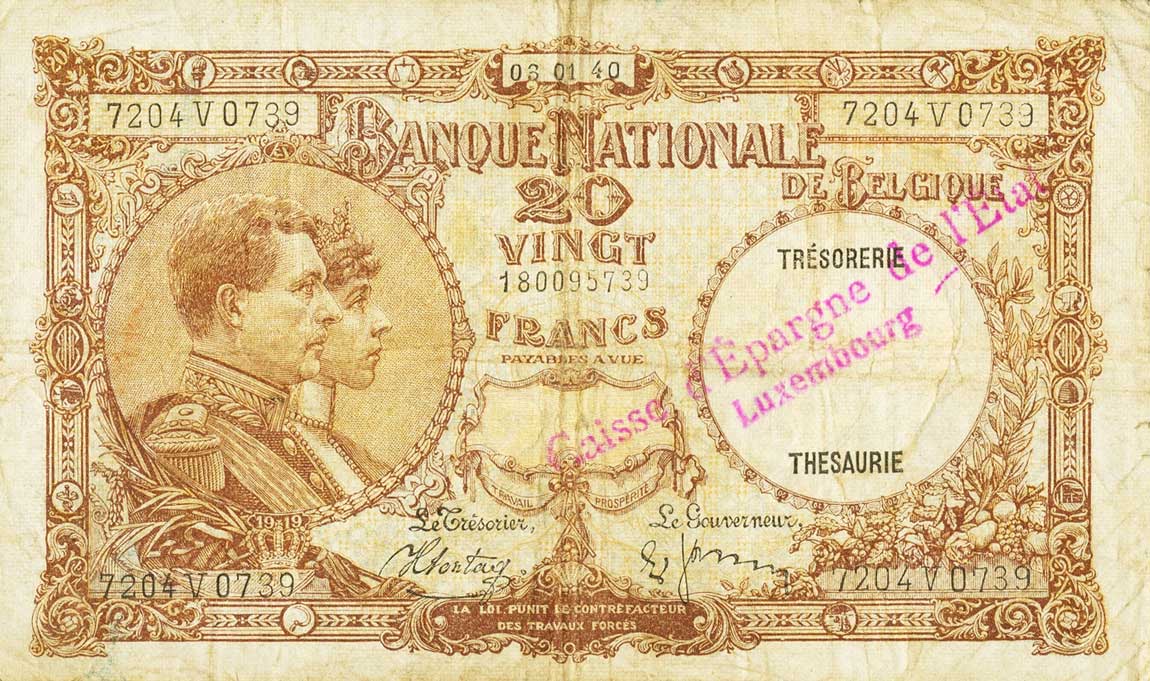 03 01 40
7204 V 0739
7204 V 0739
BANQUE NATIONALE
DE BELGIQUE
20
VINGT
180095739
FRANCS
PAYABLES A VUE
TRÉSORERIE
Caisse d'Épargne de l'État
Luxembourg
THESAURIE
TRAVAIL
PROSPERITÉ
Le Trésorier,
Le Gouverneur,
1919
7204 V 0739
7204 V 0739
LA LOI PUNIT LE CONTREFACTEUR
DES TRAVAUX FORCÉS